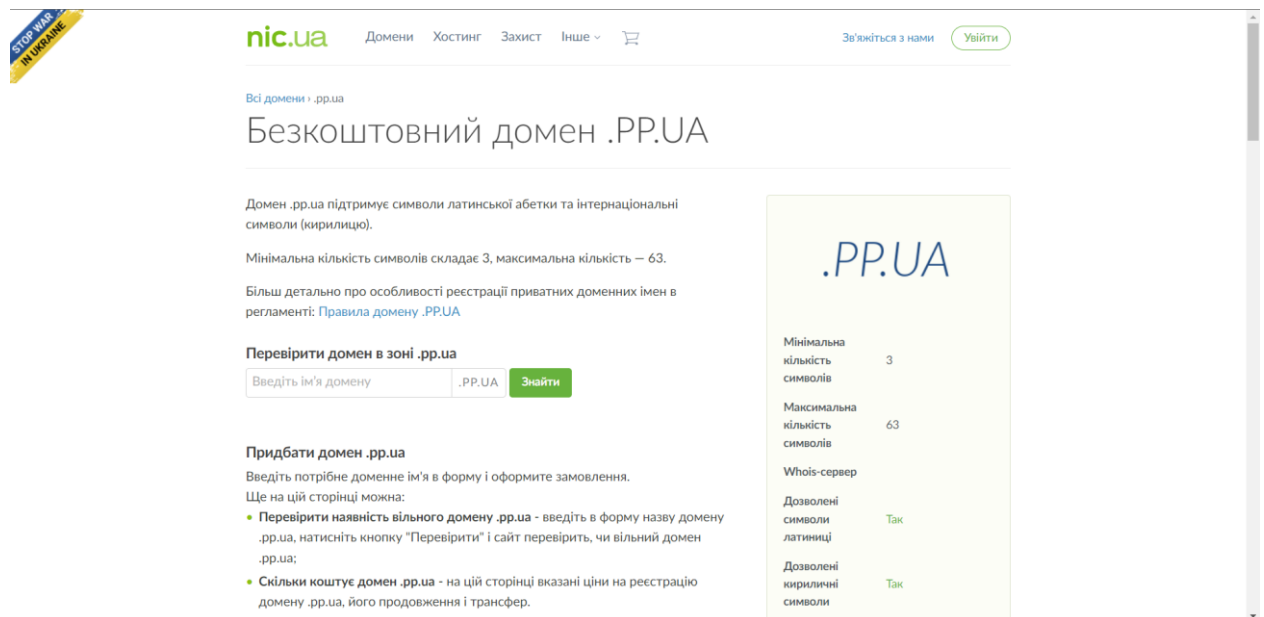 STOP WAR
IN UKRAINE
nic.ua
Домени Хостинг Захист Інше
Зв'яжіться з нами Увійти
Всі домени › .pp.ua
Безкоштовний домен .PP.UA
Домен .pp.ua підтримує символи латинської абетки та інтернаціональні
символи (кирилицю).
Мінімальна кількість символів складає 3, максимальна кількість — 63.
Більш детально про особливості реєстрації приватних доменних імен в
регламенті: Правила домену .PP.UA
Перевірити домен в зоні .pp.ua
Введіть ім'я домену .PP.UA Знайти
Придбати домен .pp.ua
Введіть потрібне доменне ім'я в форму і оформите замовлення.
Ще на цій сторінці можна:
• Перевірити наявність вільного домену .pp.ua - введіть в форму назву домену
.pp.ua, натисніть кнопку "Перевірити" і сайт перевірить, чи вільний домен
.pp.ua;
• Скільки коштує домен .pp.ua - на цій сторінці вказані ціни на реєстрацію
домену .pp.ua, його продовження і трансфер.
.PP.UA
Мінімальна
кількість 3
символів
Максимальна
кількість 63
символів
Whois-сервер
Дозволені
символи Так
латиниці
Дозволені
кириличні Так
символи